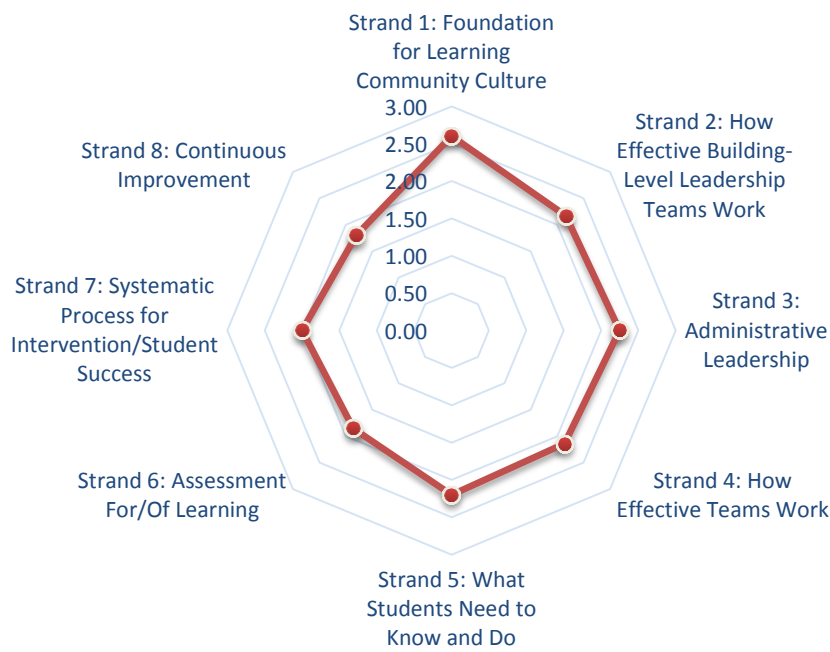 Strand 1: Foundation
for Learning
Community Culture
3.00
2.50
2.00
1.50
1.00
0.50
0.00
Strand 2: How
Effective Building-
Level Leadership
Teams Work
Strand 3:
Administrative
Leadership
Strand 4: How
Effective Teams Work
Strand 5: What
Students Need to
Know and Do
Strand 6: Assessment
For/Of Learning
Strand 7: Systematic
Process for
Intervention/Student
Success
Strand 8: Continuous
Improvement